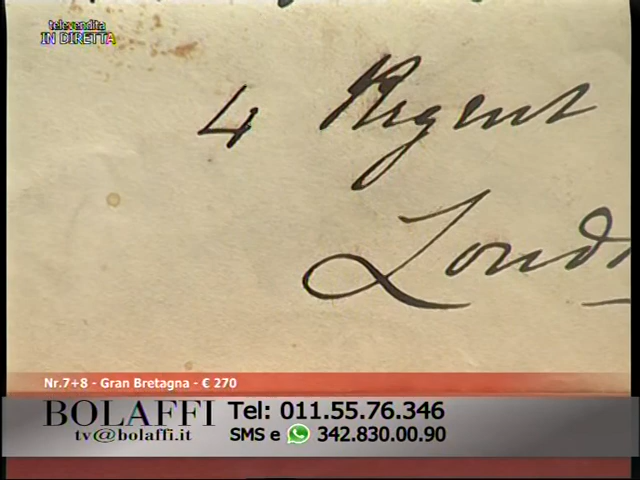 televendita
IN DIRETTA
4 Regent
Londo
Nr.7+8 - Gran Bretagna - € 270
BOLAFFI
tv@bolaffi.it
Tel: 011.55.76.346
SMS e 342.830.00.90